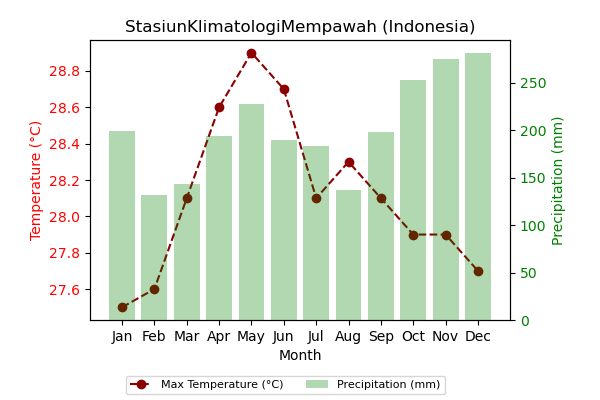 StasiunKlimatologiMempawah (Indonesia)
28.8
28.6
28.4
28.2
28.0
27.8
27.6
Temperature (°C)
250
200
150
100
50
0
Precipitation (mm)
Jan Feb Mar Apr May Jun Jul Aug Sep Oct Nov Dec
Month
Max Temperature (°C) Precipitation (mm)